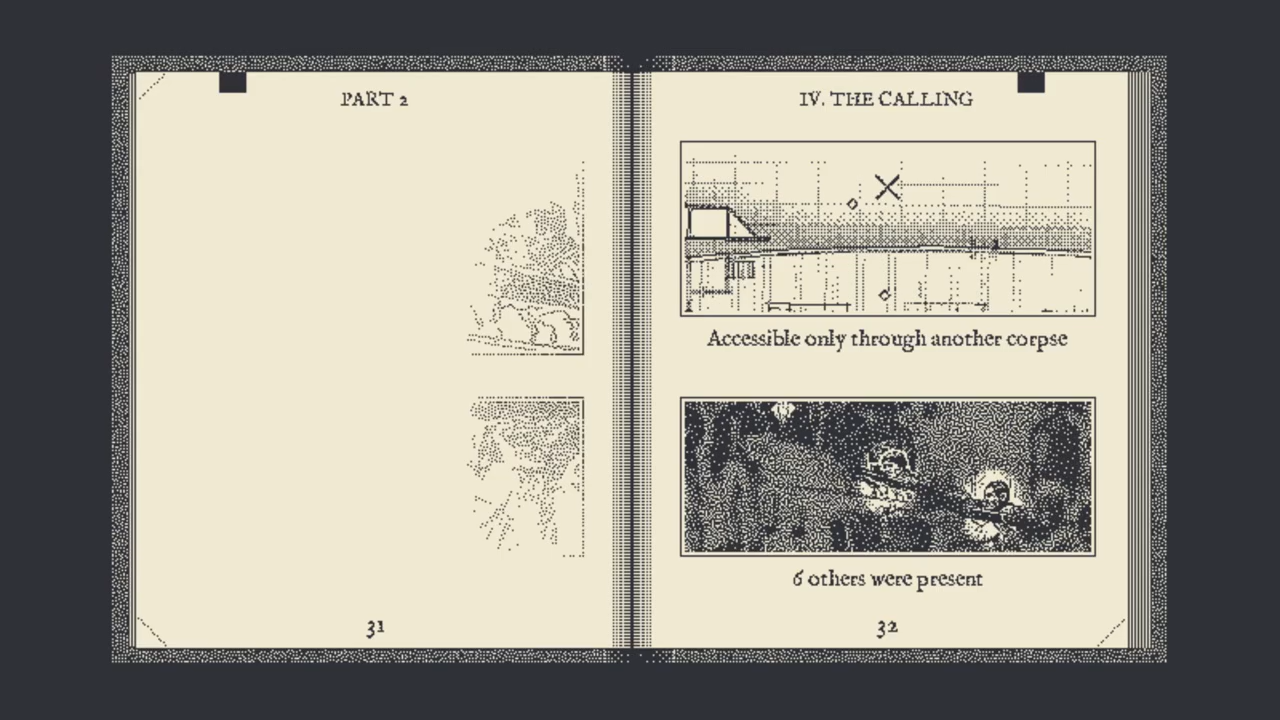 PART 2
31
IV. THE CALLING
Accessible only through another corpse
6 others were present
32